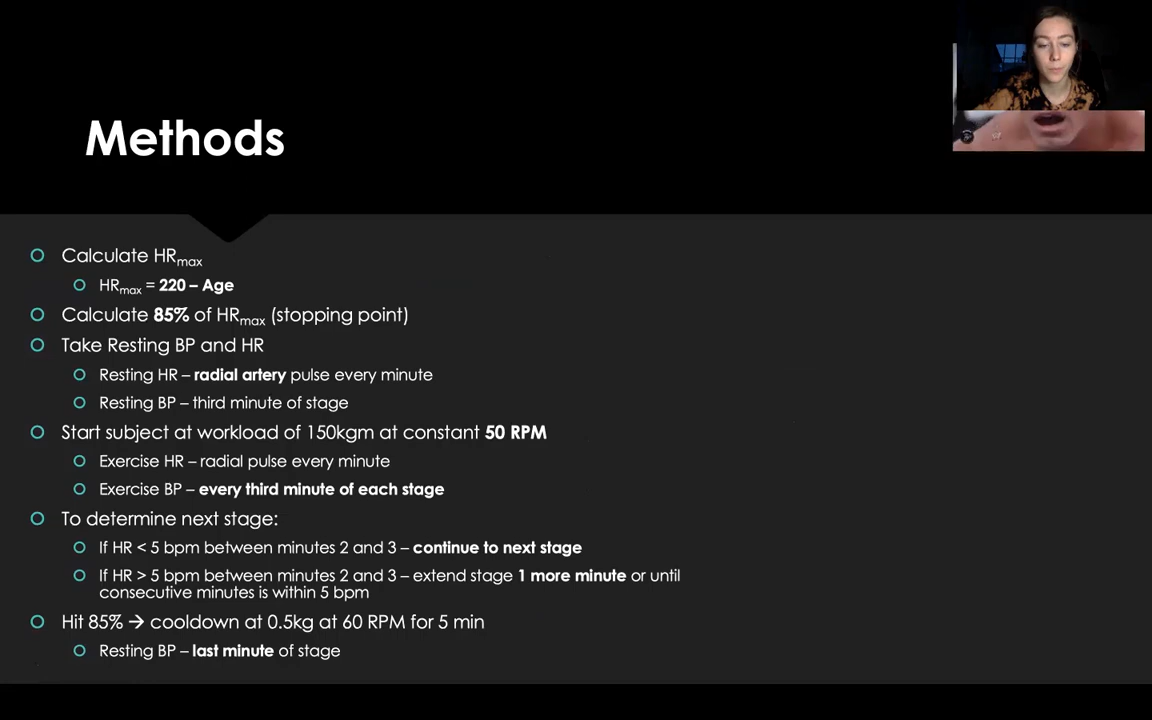 Methods
Calculate HRmax
HRmax = 220 – Age
Calculate 85% of HRmax (stopping point)
Take Resting BP and HR
Resting HR – radial artery pulse every minute
Resting BP – third minute of stage
Start subject at workload of 150kgm at constant 50 RPM
Exercise HR – radial pulse every minute
Exercise BP – every third minute of each stage
To determine next stage:
If HR < 5 bpm between minutes 2 and 3 – continue to next stage
If HR > 5 bpm between minutes 2 and 3 – extend stage 1 more minute or until
consecutive minutes is within 5 bpm
Hit 85% → cooldown at 0.5kg at 60 RPM for 5 min
Resting BP – last minute of stage